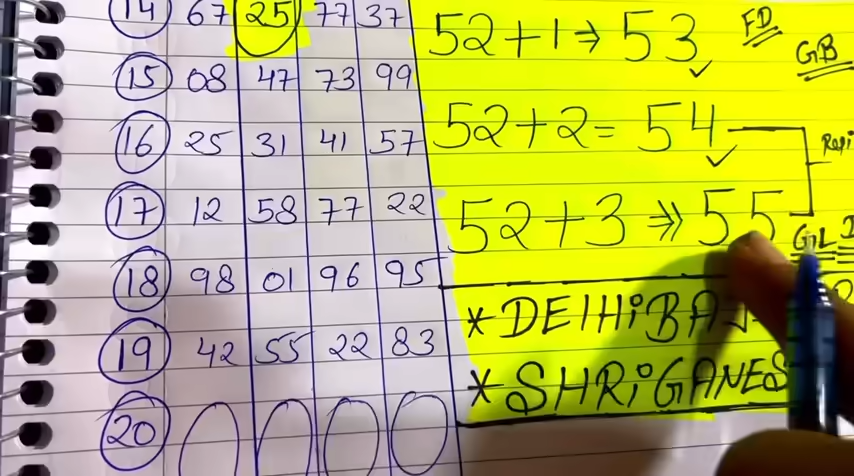 14 67 25 77 37
15 08 47 73 99
16 25 31 41 57
17 12 58 77 22
18 98 01 96 95
19 42 55 22 83
20
52+1⇒53 FD
GB
52+2=54
52+3⇒55
GL
*DElHiBA
*SHRiGANES